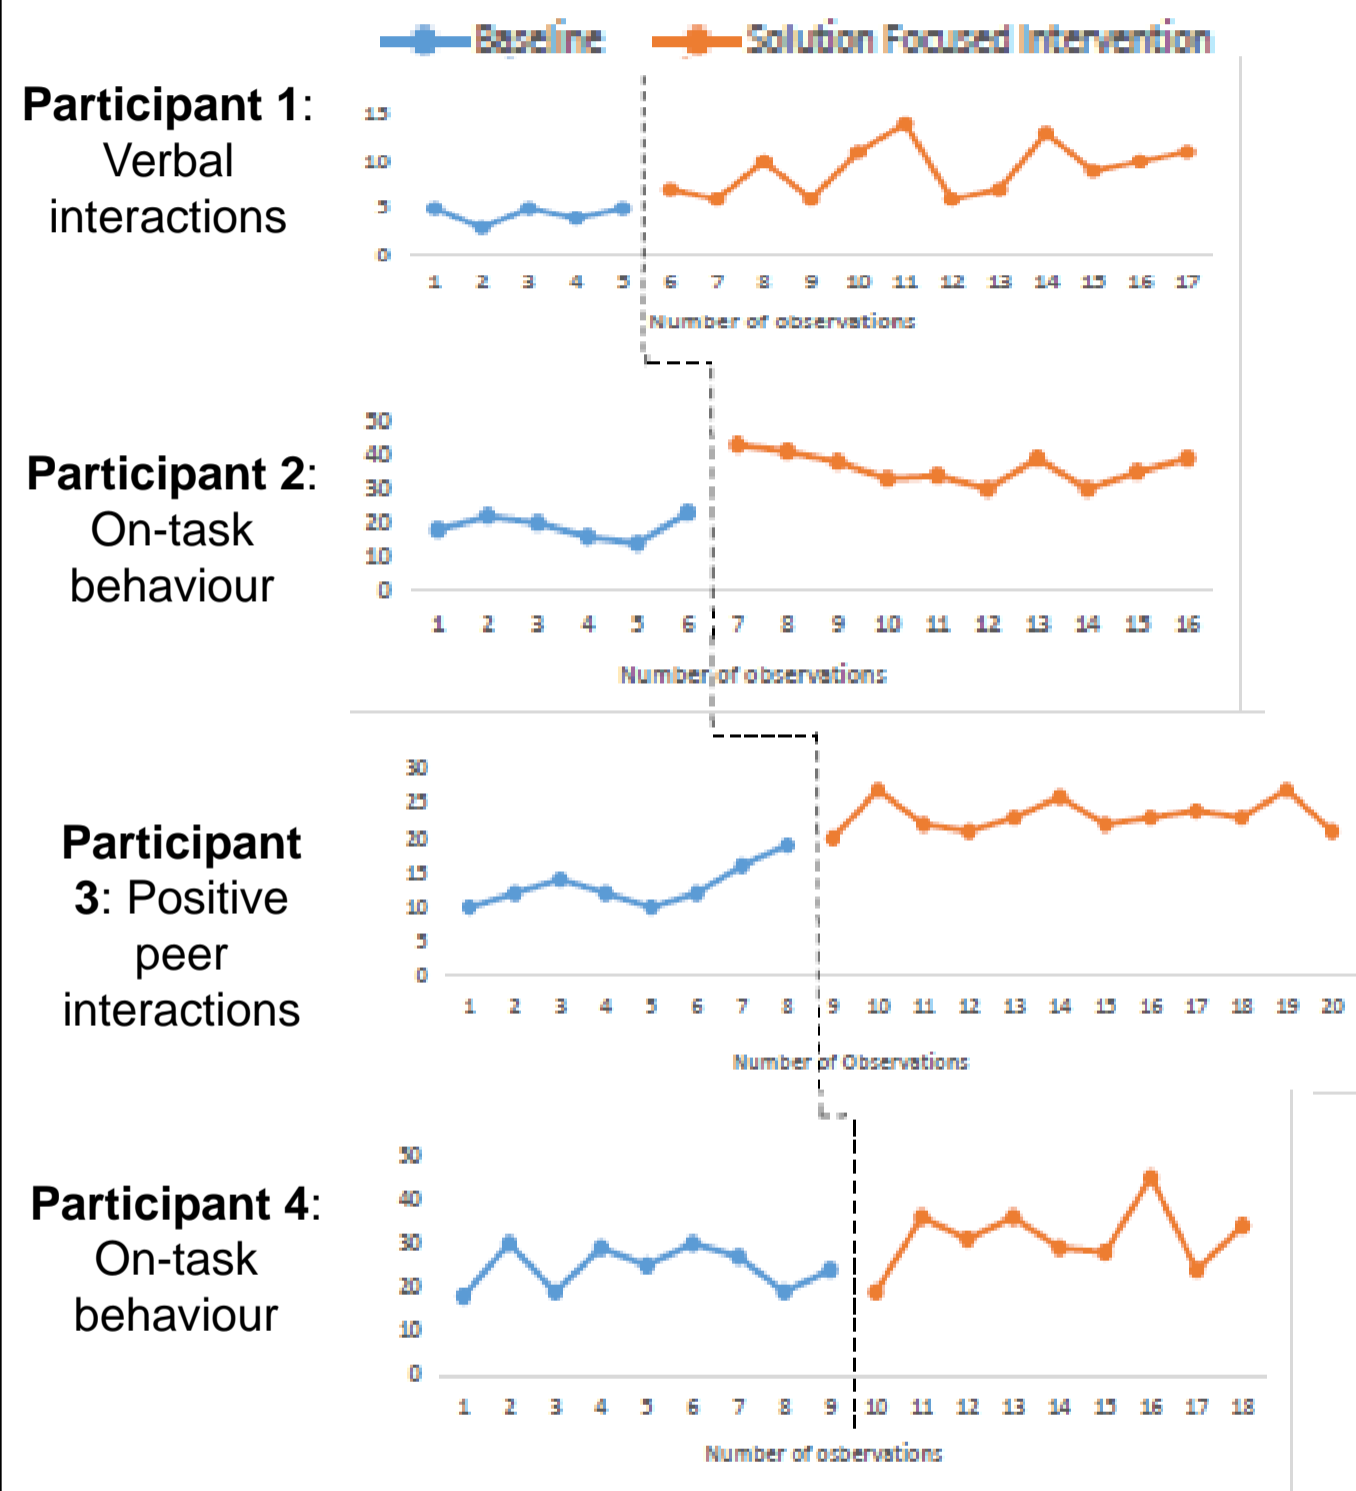 Baseline Solution Focused Intervention
Participant 1:
Verbal
interactions
15
10
5
0
1 2 3 4 5 6 7 8 9 10 11 12 13 14 15 16 17
Number of observations
Participant 2:
On-task
behaviour
50
40
30
20
10
0
1 2 3 4 5 6 7 8 9 10 11 12 13 14 15 16
Number of observations
Participant
3: Positive
peer
interactions
30
25
20
15
10
5
0
1 2 3 4 5 6 7 8 9 10 11 12 13 14 15 16 17 18 19 20
Number of Observations
Participant 4:
On-task
behaviour
50
40
30
20
10
0
1 2 3 4 5 6 7 8 9 10 11 12 13 14 15 16 17 18
Number of osbervations